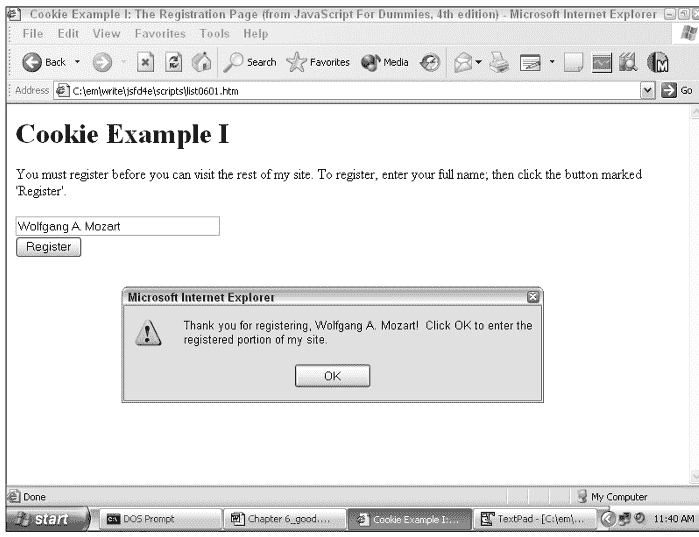 Cookie Example I: The Registration Page (from JavaScript For Dummies, 4th edition) - Microsoft Internet Explorer
File Edit View Favorites Tools Help
Back Search Favorites Media
Address C:\em\write\jsfd4e\scripts\list0601.htm Go
Cookie Example I
You must register before you can visit the rest of my site. To register, enter your full name; then click the button marked
'Register'.
Wolfgang A. Mozart
Register
Microsoft Internet Explorer
Thank you for registering, Wolfgang A. Mozart! Click OK to enter the
registered portion of my site.
OK
Done My Computer
start DOS Prompt Chapter 6_good.... Cookie Example I:... TextPad - [C:\em\... 11:40 AM